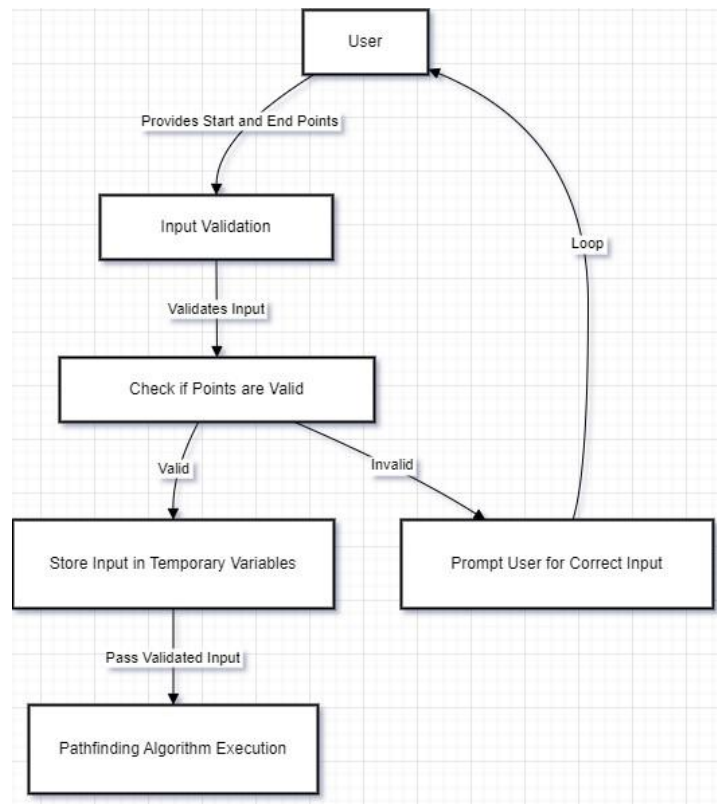 User
Provides Start and End Points
Input Validation
Loop
Validates Input
Check if Points are Valid
Valid
Invalid
Store Input in Temporary Variables
Prompt User for Correct Input
Pass Validated Input
Pathfinding Algorithm Execution